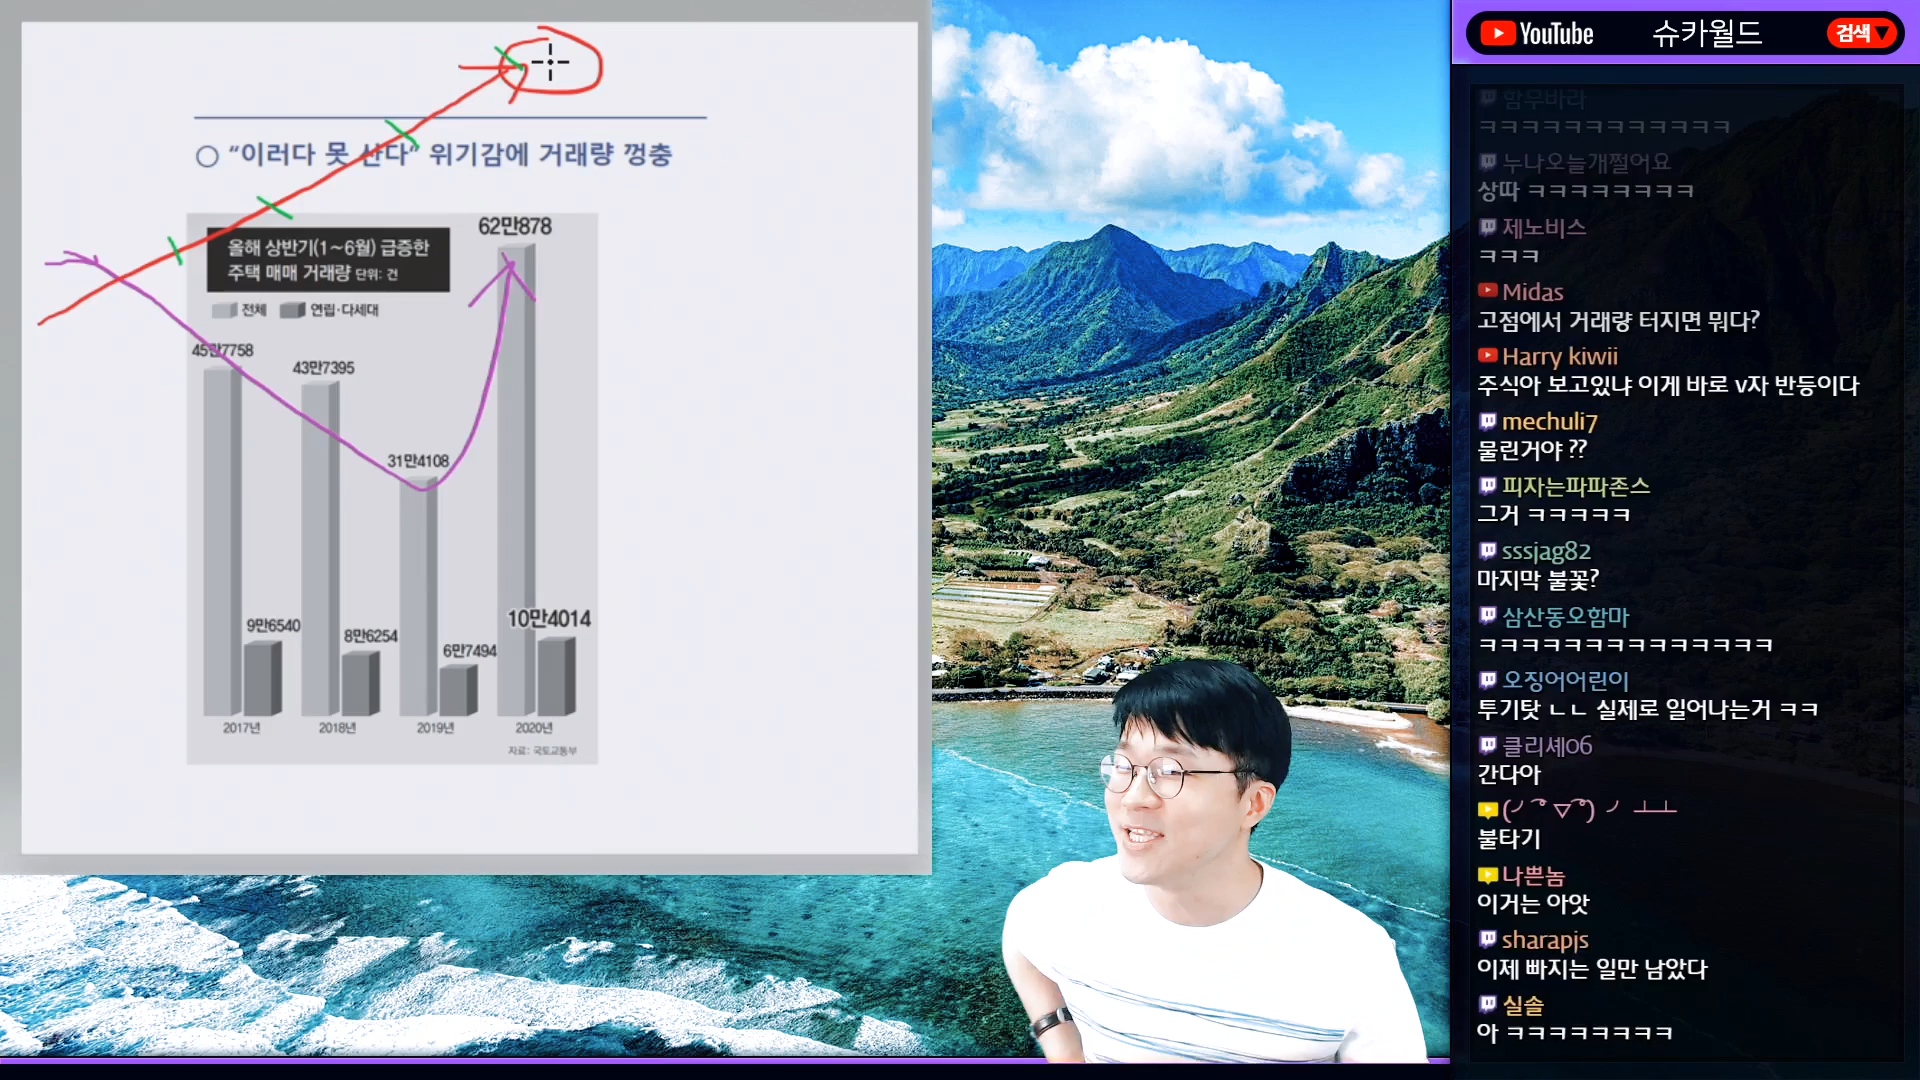 ○ “이러다 못 산다” 위기감에 거래량 껑충
올해 상반기(1~6월) 급증한
주택 매매 거래량 단위: 건
전체 연립·다세대
45만7758
43만7395
31만4108
62만878
9만6540
8만6254
6만7494
10만4014
2017년 2018년 2019년 2020년
자료: 국토교통부
YouTube 슈카월드 검색▼
함무바라
ㅋㅋㅋㅋㅋㅋㅋㅋㅋㅋㅋㅋ
누나오늘개쩔어요
상따 ㅋㅋㅋㅋㅋㅋㅋㅋ
제노비스
ㅋㅋㅋ
Midas
고점에서 거래량 터지면 뭐다?
Harry kiwii
주식아 보고있냐 이게 바로 v자 반등이다
mechuli7
물린거야 ??
피자는파파존스
그거 ㅋㅋㅋㅋㅋ
sssjag82
마지막 불꽃?
삼산동오함마
ㅋㅋㅋㅋㅋㅋㅋㅋㅋㅋㅋㅋㅋㅋ
오징어어린이
투기탓 ㄴㄴ 실제로 일어나는거 ㅋㅋ
클리셰o6
간다아
불타기
나쁜놈
이거는 아앗
sharapjs
이제 빠지는 일만 남았다
실솔
아 ㅋㅋㅋㅋㅋㅋㅋㅋ